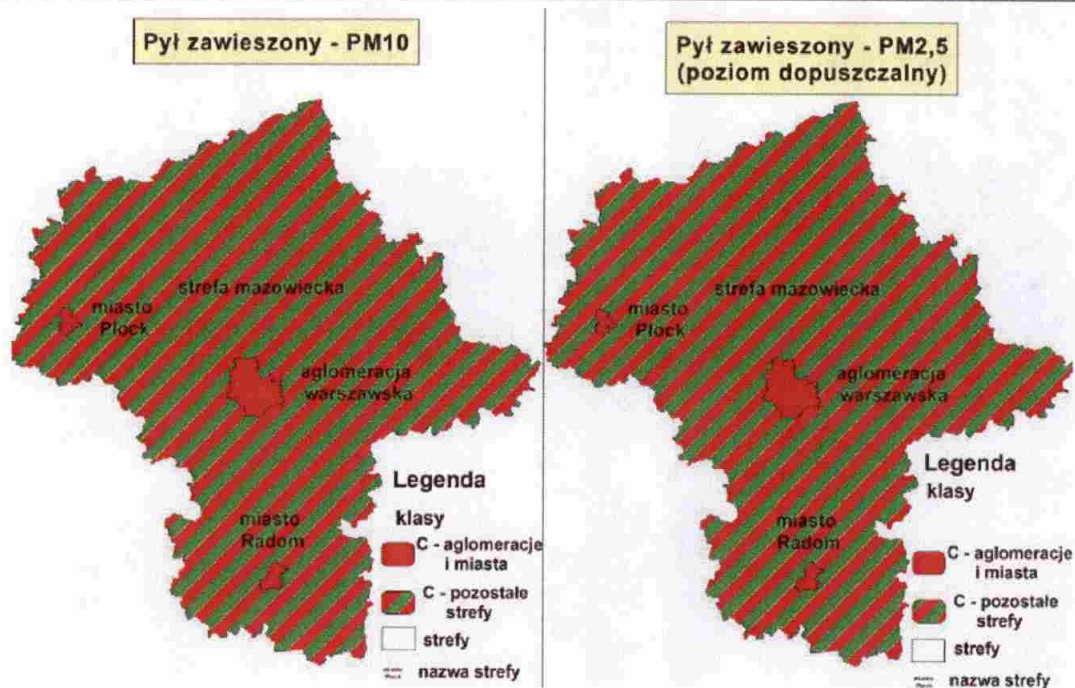 Pył zawieszony - PM10
strefa mazowiecka
miasto
Płock
aglomeracja
warszawska
miasto
Radom
Legenda
klasy
C - aglomeracje
i miasta
C - pozostałe
strefy
strefy
nazwa strefy
Pył zawieszony - PM2,5
(poziom dopuszczalny)
strefa mazowiecka
miasto
Płock
aglomeracja
warszawska
miasto
Radom
Legenda
klasy
C - aglomeracje
i miasta
C - pozostałe
strefy
strefy
nazwa strefy